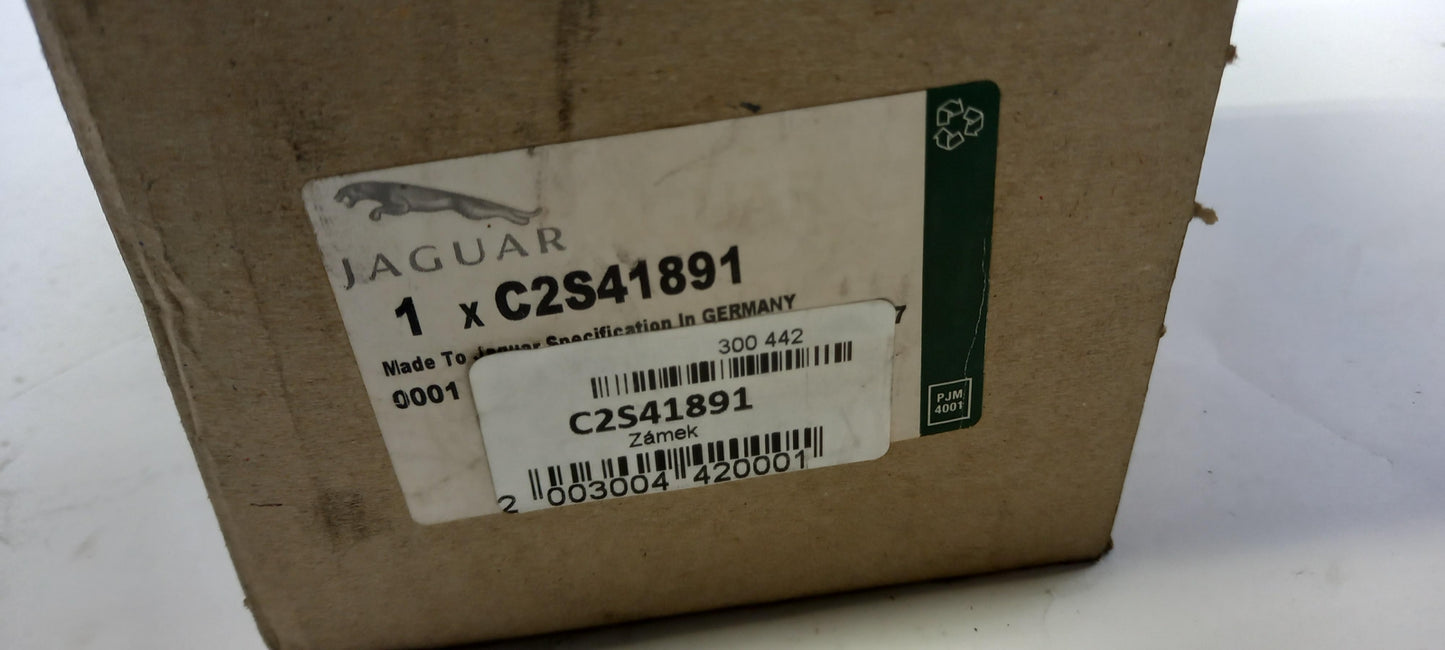 JAGUAR
1 x C2S41891
Made To Jaguar Specification In GERMANY
7
0001
300 442
C2S41891
Zámek
2 003004 420001
PJM
4001